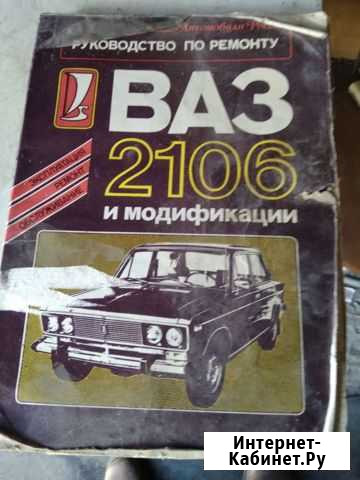 Автомобили
РУКОВОДСТВО ПО РЕМОНТУ
ВАЗ
2106
и модификации
ЭКСПЛУАТАЦИЯ
РЕМОНТ
ОБСЛУЖИВАНИЕ
Интернет-
Кабинет.Ру